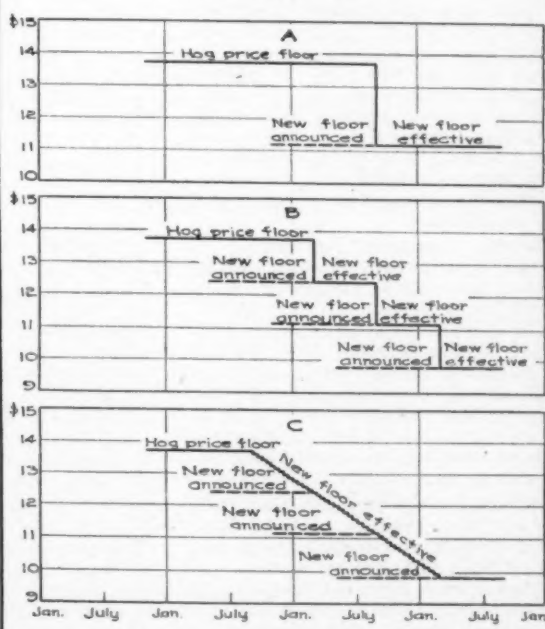 $15
A
Hog price floor
14
13
12
New floor New floor
announced effective
11
10
$15
B
Hog price floor
14
13
New floor New floor
announced effective
12
New floor New floor
announced effective
11
New floor New floor
announced effective
10
9
$15
C
14
Hog price floor
13
New floor
announced
New floor effective
12
New floor
announced
11
New floor
announced
10
9
Jan. July Jan. July Jan. July Jan. July Jan.